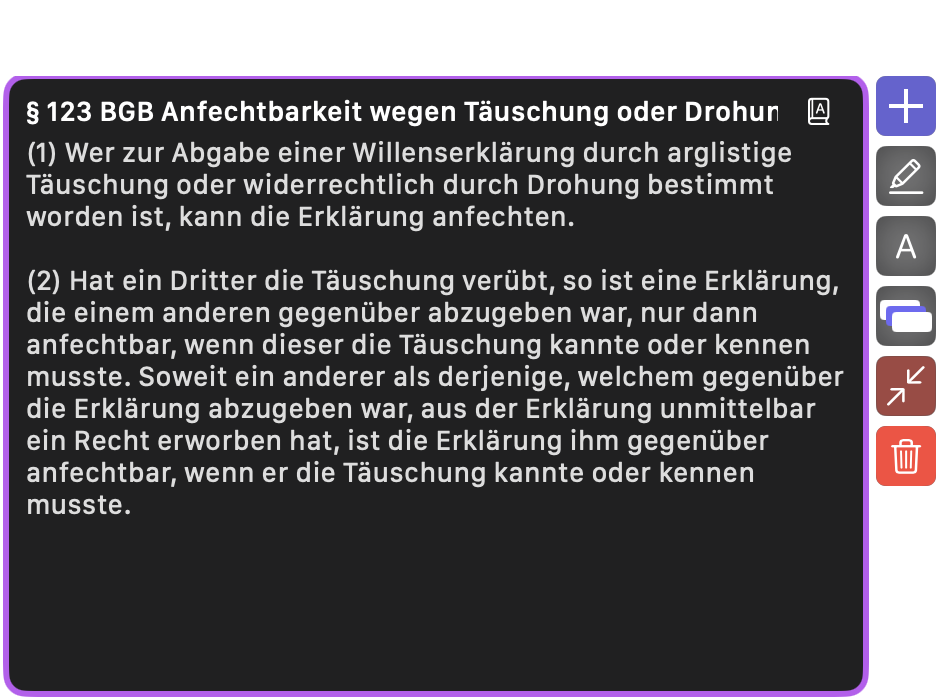 § 123 BGB Anfechtbarkeit wegen Täuschung oder Drohun
(1) Wer zur Abgabe einer Willenserklärung durch arglistige
Täuschung oder widerrechtlich durch Drohung bestimmt
worden ist, kann die Erklärung anfechten.
(2) Hat ein Dritter die Täuschung verübt, so ist eine Erklärung,
die einem anderen gegenüber abzugeben war, nur dann
anfechtbar, wenn dieser die Täuschung kannte oder kennen
musste. Soweit ein anderer als derjenige, welchem gegenüber
die Erklärung abzugeben war, aus der Erklärung unmittelbar
ein Recht erworben hat, ist die Erklärung ihm gegenüber
anfechtbar, wenn er die Täuschung kannte oder kennen
musste.
A
A